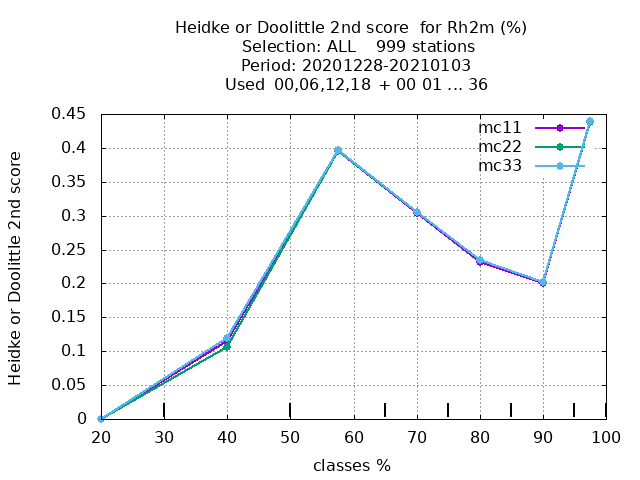 Heidke or Doolittle 2nd score  for Rh2m (%)
Selection: ALL    999 stations
Period: 20201228-20210103
Used  00,06,12,18  + 00 01 ... 36
mc11
mc22
mc33
0.45
0.4
0.35
0.3
0.25
0.2
0.15
0.1
0.05
0
Heidke or Doolittle 2nd score
20 30 40 50 60 70 80 90 100
classes %